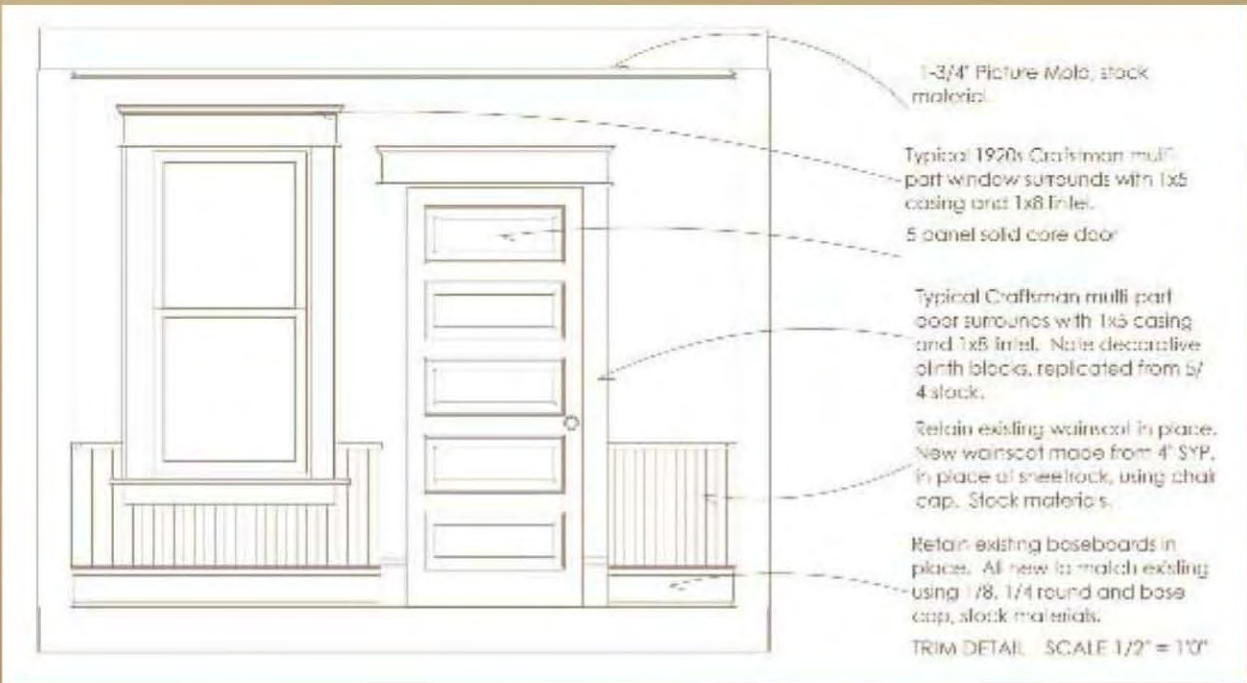 1-3/4" Picture Mold, stock
material.
Typical 1920s Craftsman multi-
part window surrounds with 1x5
casing and 1x8 lintel.
5 panel solid core door
Typical Craftsman multi part
door surrounds with 1x5 casing
and 1x8 lintel. Note decorative
plinth blocks, replicated from 5/
4 stock.
Retain existing wainscot in place.
New wainscot made from 4" SYP,
in place of sheetrock, using chair
cap. Stock materials.
Retain existing baseboards in
place. All new to match existing
using 1/8, 1/4 round and base
cap, stock materials.
TRIM DETAIL SCALE 1/2" = 1'0"